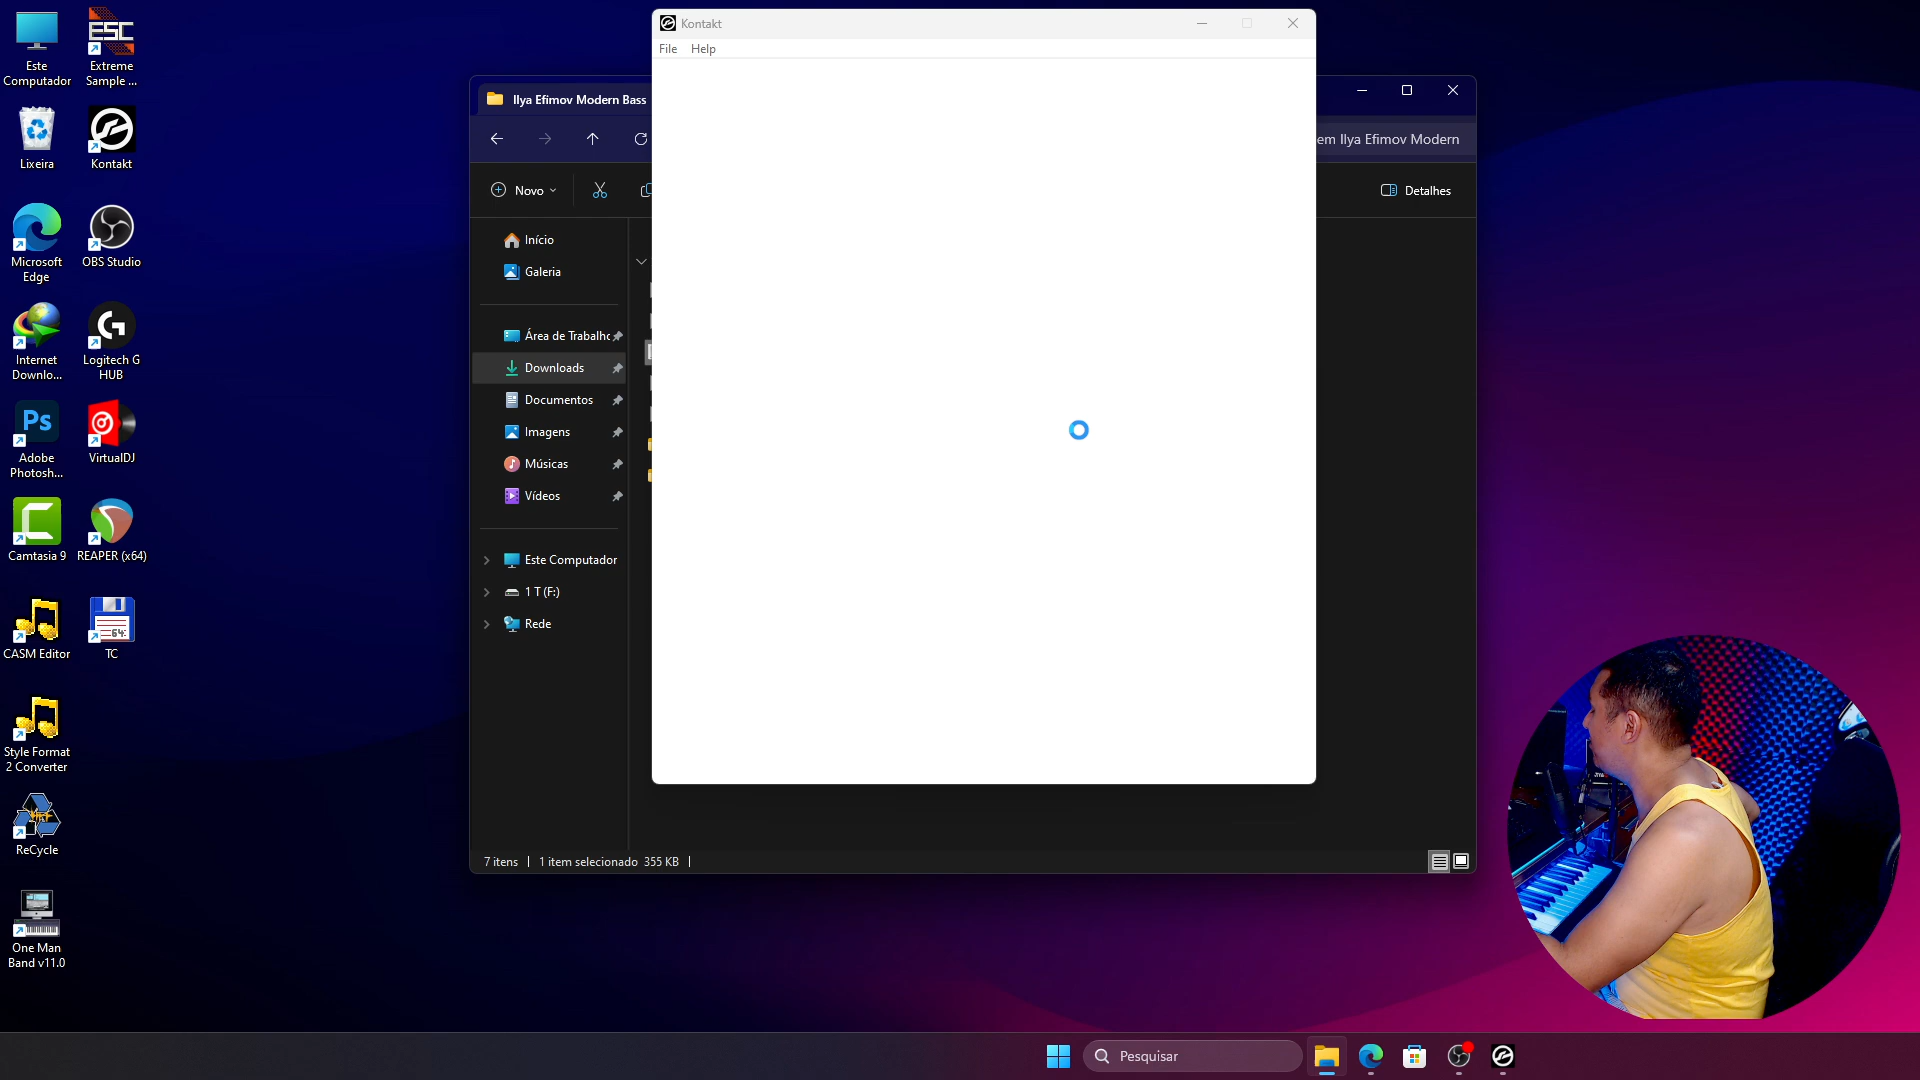 Este
Computador
ESC
Extreme
Sample ...
Lixeira
Kontakt
Microsoft
Edge
OBS Studio
Internet
Downlo...
Logitech G
HUB
Ps
Adobe
Photosh...
VirtualDJ
Camtasia 9
REAPER (x64)
CASM Editor
64
TC
Style Format
2 Converter
ReCycle
One Man
Band v11.0
Kontakt
File Help
Ilya Efimov Modern Bass
em Ilya Efimov Modern
Novo
Detalhes
Início
Galeria
Área de Trabalho
Downloads
Documentos
Imagens
Músicas
Vídeos
Este Computador
1 T (F:)
Rede
7 itens 1 item selecionado 355 KB
Pesquisar